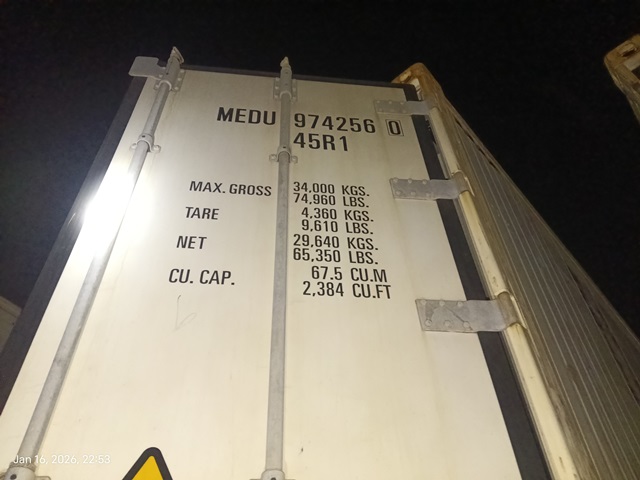 MEDU 974256 0
45R1
MAX. GROSS 34,000 KGS.
74,960 LBS.
TARE 4,360 KGS.
9,610 LBS.
NET 29,640 KGS.
65,350 LBS.
CU. CAP. 67.5 CU.M
2,384 CU.FT
Jan 16, 2026, 22:53